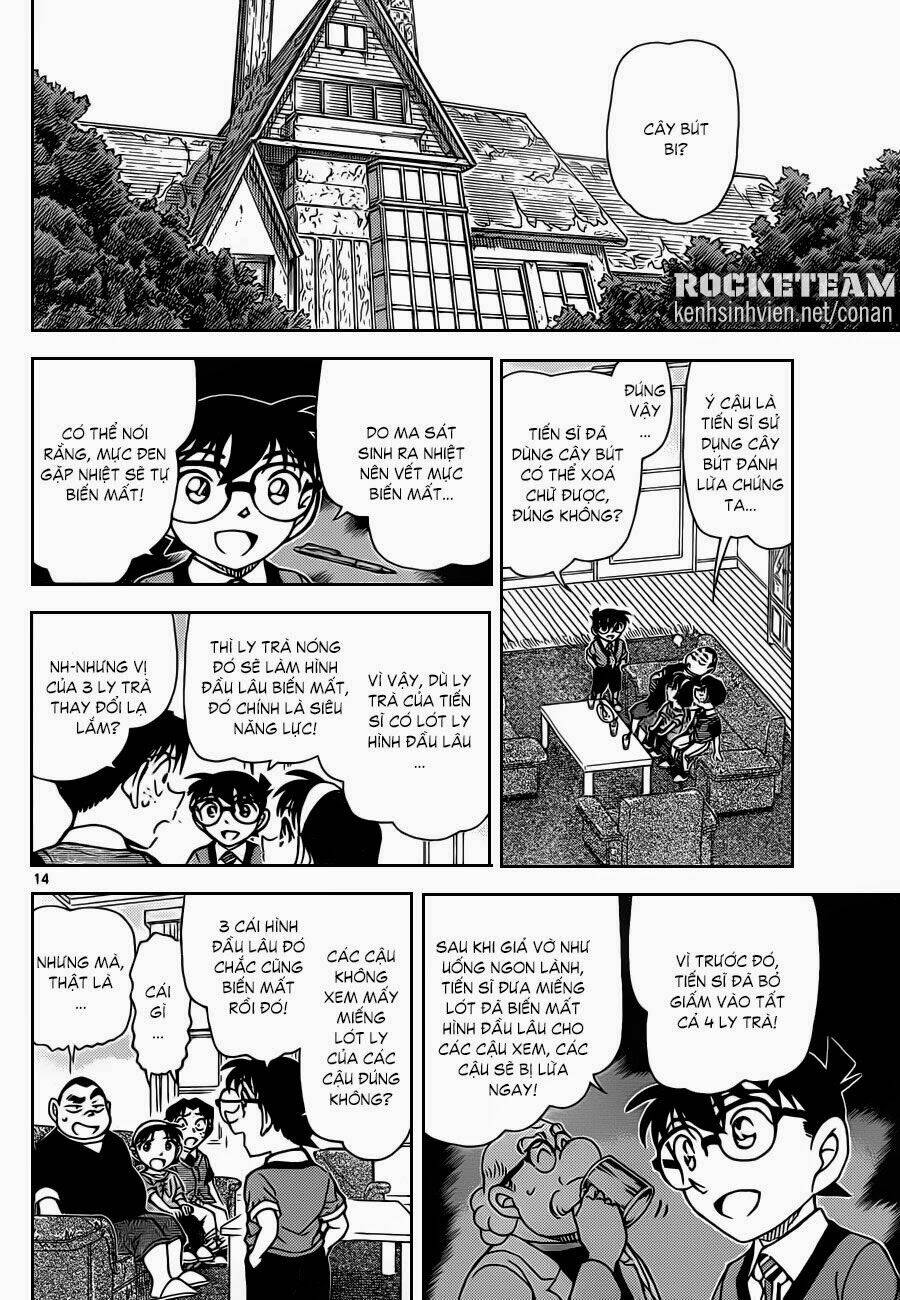 CÂY BÚT
BI?
ROCKETEAM
kenhsinhvien.net/conan
Ý CẬU LÀ
TIẾN SĨ SỬ
DỤNG CÂY
BÚT ĐÁNH
LỪA CHÚNG
TA...
ĐÚNG
VẬY
...
TIẾN SĨ ĐÃ
DÙNG CÂY BÚT
CÓ THỂ XOÁ
CHỮ ĐƯỢC,
ĐÚNG KHÔNG?
DO MA SÁT
SINH RA NHIỆT
NÊN VẾT MỰC
BIẾN MẤT...
CÓ THỂ NÓI
RẰNG, MỰC ĐEN
GẶP NHIỆT SẼ TỰ
BIẾN MẤT!
VÌ VẬY, DÙ LY
TRÀ CỦA TIẾN
SĨ CÓ LÓT LY
HÌNH ĐẦU LÂU
...
THÌ LY TRÀ NÓNG
ĐÓ SẼ LÀM HÌNH
ĐẦU LÂU BIẾN MẤT,
ĐÓ CHÍNH LÀ SIÊU
NĂNG LỰC!
NH-NHƯNG VỊ
CỦA 3 LY TRÀ
THAY ĐỔI LẠ
LẮM?
14
VÌ TRƯỚC ĐÓ,
TIẾN SĨ ĐÃ BỎ
GIẤM VÀO TẤT
CẢ 4 LY TRÀ!
SAU KHI GIẢ VỜ NHƯ
UỐNG NGON LÀNH,
TIẾN SĨ ĐƯA MIẾNG
LÓT ĐÃ BIẾN MẤT
HÌNH ĐẦU LÂU CHO
CÁC CẬU XEM, CÁC
CẬU SẼ BỊ LỪA
NGAY!
CÁC CẬU
KHÔNG
XEM MẤY
MIẾNG
LÓT LY
CỦA CÁC
CẬU ĐÚNG
KHÔNG?
3 CÁI HÌNH
ĐẦU LÂU ĐÓ
CHẮC CŨNG
BIẾN MẤT
RỒI ĐÓ!
CÁI
GÌ
...
NHƯNG MÀ,
THẬT LÀ
...